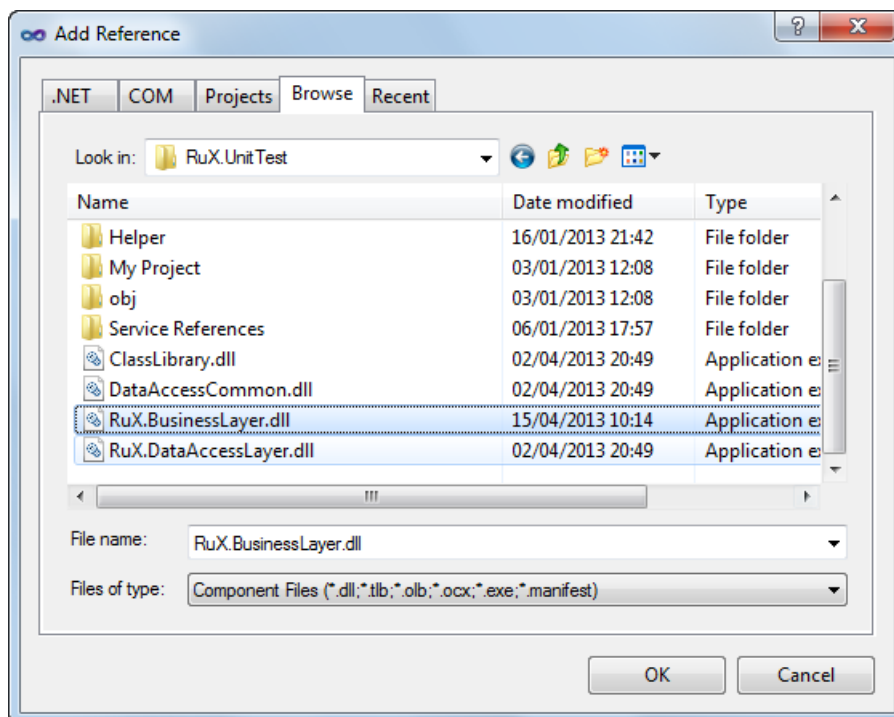 Add Reference
.NET COM Projects Browse Recent
Look in: RuX.UnitTest
Name Date modified Type
Helper 16/01/2013 21:42 File folder
My Project 03/01/2013 12:08 File folder
obj 03/01/2013 12:08 File folder
Service References 06/01/2013 17:57 File folder
ClassLibrary.dll 02/04/2013 20:49 Application e
DataAccessCommon.dll 02/04/2013 20:49 Application e
RuX.BusinessLayer.dll 15/04/2013 10:14 Application e
RuX.DataAccessLayer.dll 02/04/2013 20:49 Application e
File name: RuX.BusinessLayer.dll
Files of type: Component Files (*.dll;*.tlb;*.olb;*.ocx;*.exe;*.manifest)
OK Cancel